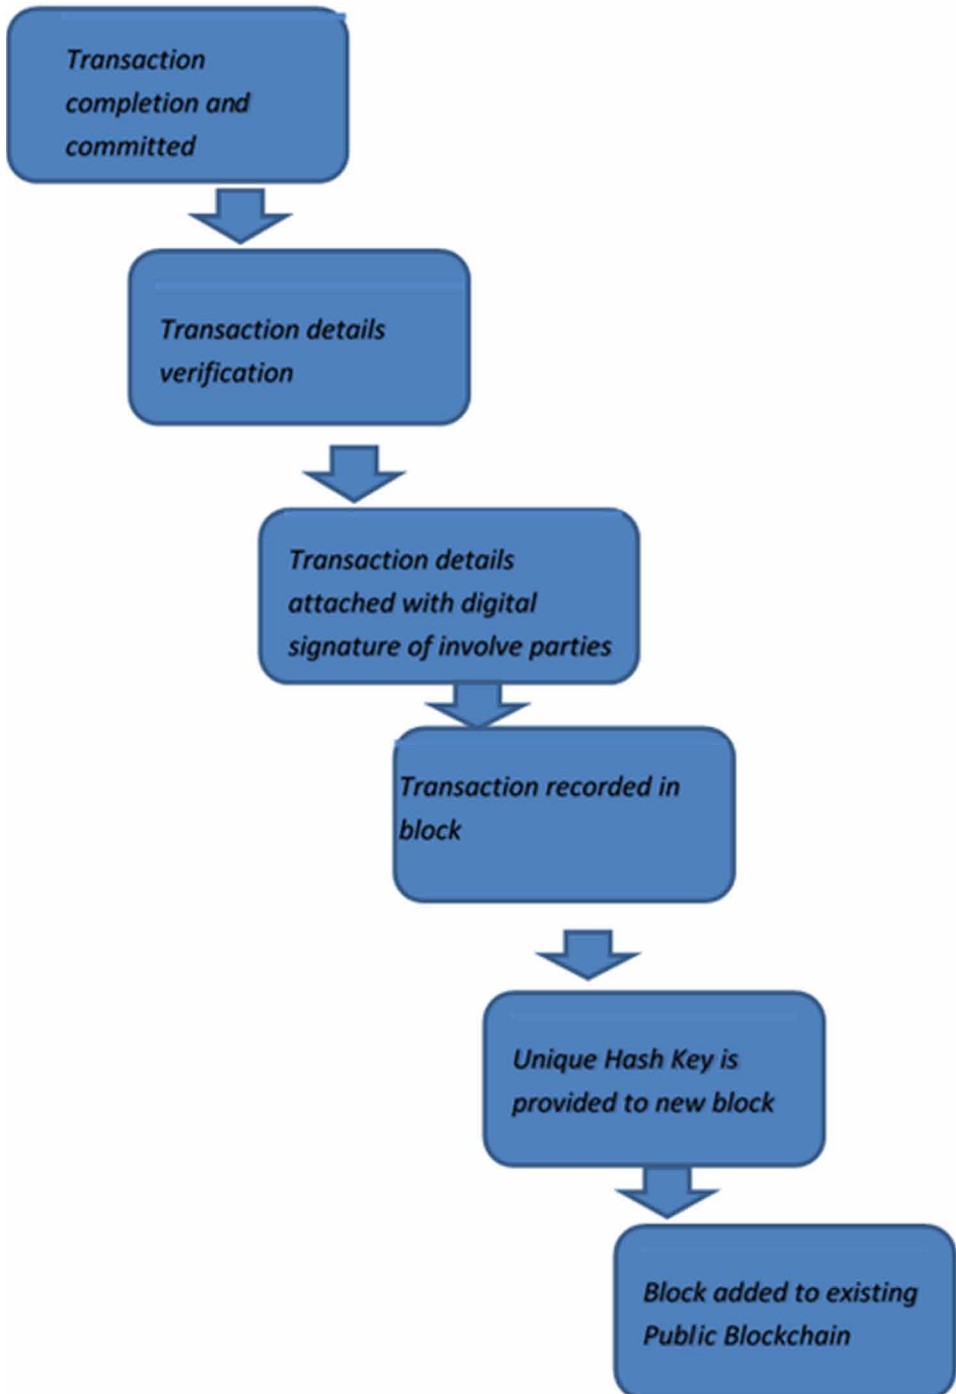 Transaction
completion and
committed
Transaction details
verification
Transaction details
attached with digital
signature of involve parties
Transaction recorded in
block
Unique Hash Key is
provided to new block
Block added to existing
Public Blockchain